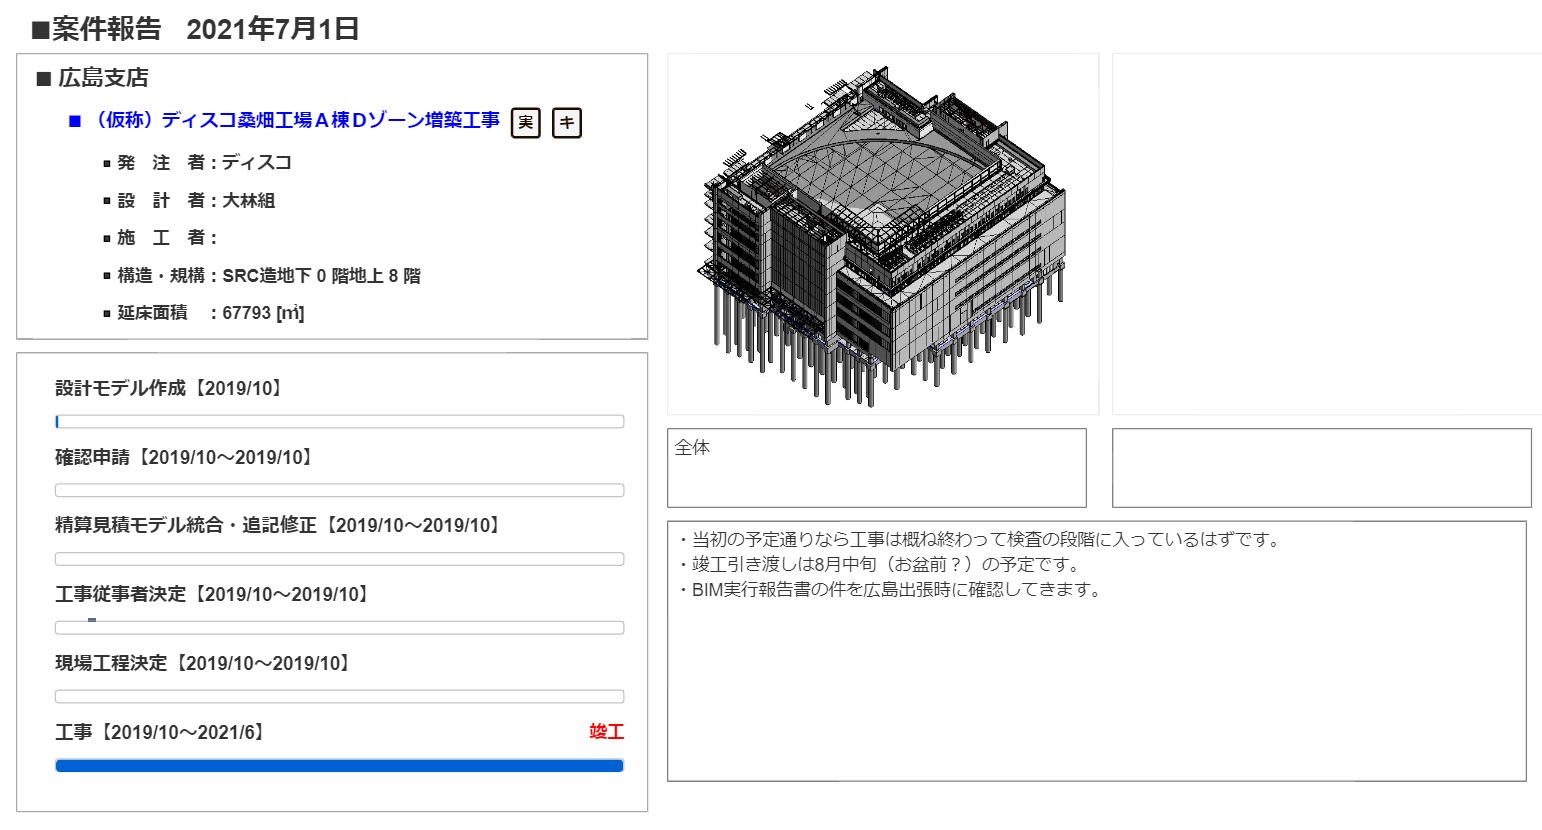 ■案件報告　2021年7月1日
■ 広島支店
■ （仮称）ディスコ桑畑工場Ａ棟Ｄゾーン増築工事 実 キ
▪ 発　注　者：ディスコ
▪ 設　計　者：大林組
▪ 施　工　者：
▪ 構造・規構：SRC造地下 0 階地上 8 階
▪ 延床面積　：67793 [㎡]
設計モデル作成【2019/10】
確認申請【2019/10～2019/10】
精算見積モデル統合・追記修正【2019/10～2019/10】
工事従事者決定【2019/10～2019/10】
現場工程決定【2019/10～2019/10】
工事【2019/10～2021/6】 竣工
全体
・当初の予定通りなら工事は概ね終わって検査の段階に入っているはずです。
・竣工引き渡しは8月中旬（お盆前？）の予定です。
・BIM実行報告書の件を広島出張時に確認してきます。